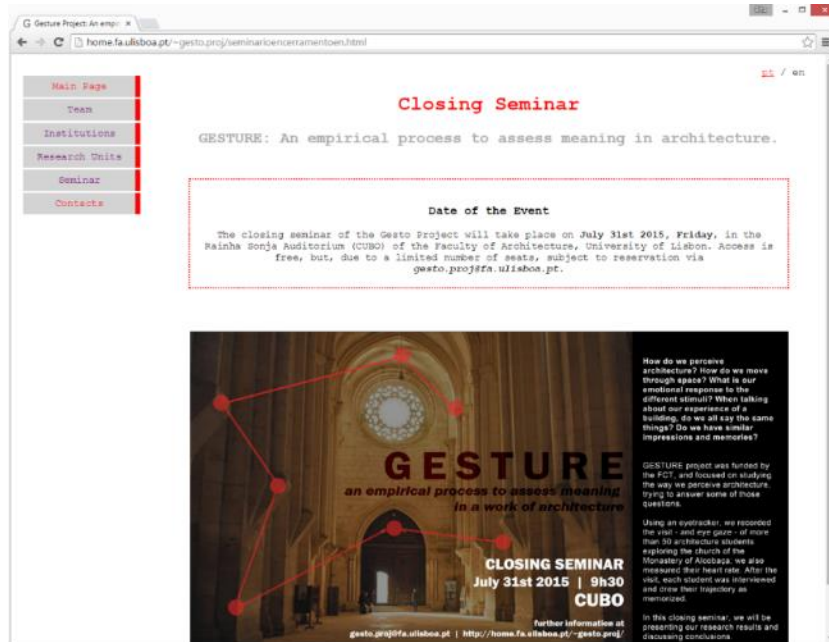 Gesture Project: An empi
home.fa.ulisboa.pt/~gesto.proj/seminarioencerramentoen.html
pt / en
Main Page
Team
Institutions
Research Units
Seminar
Contacts
Closing Seminar
GESTURE: An empirical process to assess meaning in architecture.
Date of the Event
The closing seminar of the Gesto Project will take place on July 31st 2015, Friday, in the
Rainha Sonja Auditorium (CUBO) of the Faculty of Architecture, University of Lisbon. Access is
free, but, due to a limited number of seats, subject to reservation via
gesto.proj@fa.ulisboa.pt.
GESTURE
an empirical process to assess meaning
in a work of architecture
CLOSING SEMINAR
July 31st 2015 | 9h30
CUBO
further information at
gesto.proj@fa.ulisboa.pt | http://home.fa.ulisboa.pt/~gesto.proj/
How do we perceive
architecture? How do we move
through space? What is our
emotional response to the
different stimuli? When talking
about our experience of a
building, do we all say the same
things? Do we have similar
impressions and memories?
GESTURE project was funded by
the FCT, and focused on studying
the way we perceive architecture,
trying to answer some of those
questions.
Using an eyetracker, we recorded
the visit - and eye gaze - of more
than 50 architecture students
exploring the church of the
Monastery of Alcobaça, we also
measured their heart rate. After the
visit, each student was interviewed
and drew their trajectory as
memorized.
In this closing seminar, we will be
presenting our research results and
discussing conclusions